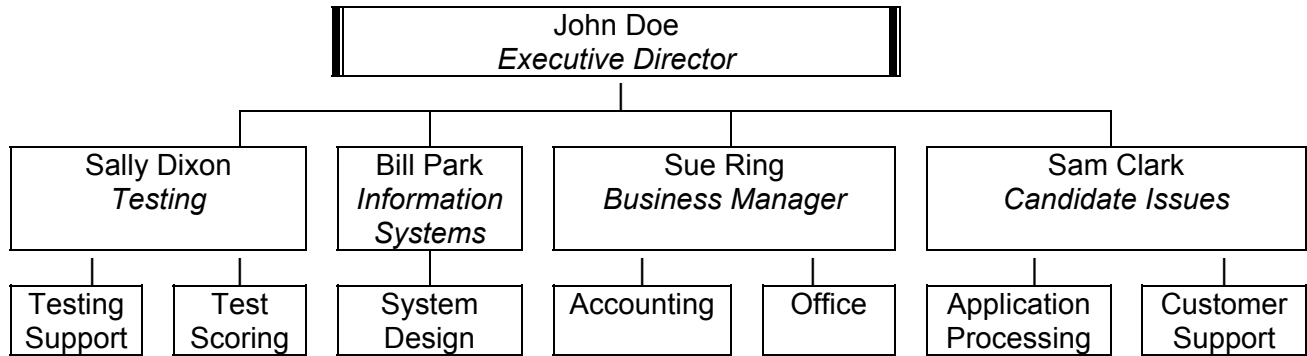 John Doe
Executive Director
Sally Dixon
Testing
Bill Park
Information
Systems
Sue Ring
Business Manager
Sam Clark
Candidate Issues
Testing
Support
Test
Scoring
System
Design
Accounting
Office
Application
Processing
Customer
Support